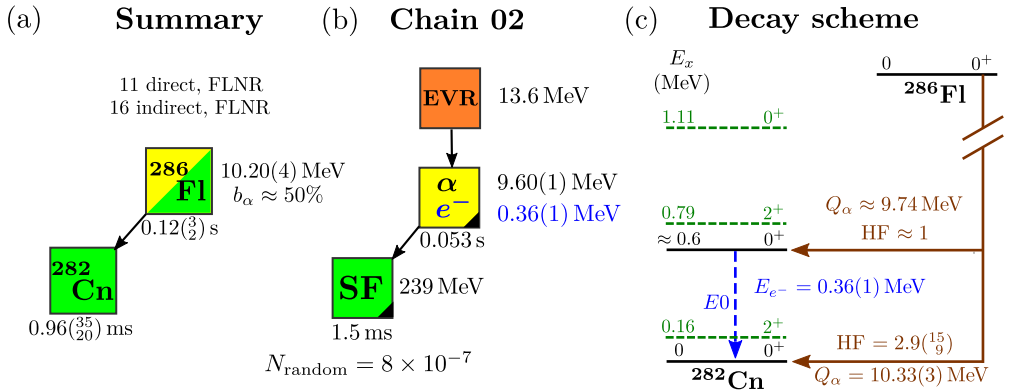 (a) Summary
11 direct, FLNR
16 indirect, FLNR
286Fl
10.20(4) MeV
bα ≈ 50%
0.12(3 2) s
282Cn
0.96(35 20) ms
(b) Chain 02
EVR
13.6 MeV
α
e−
9.60(1) MeV
0.36(1) MeV
0.053 s
SF
239 MeV
1.5 ms
Nrandom = 8 × 10−7
(c) Decay scheme
Ex
(MeV)
0 0+
286Fl
1.11 0+
Qα ≈ 9.74 MeV
0.79 2+
≈ 0.6 0+
HF ≈ 1
E0
Ee− = 0.36(1) MeV
0.16 2+
HF = 2.9(15 9)
0 0+
282Cn
Qα = 10.33(3) MeV